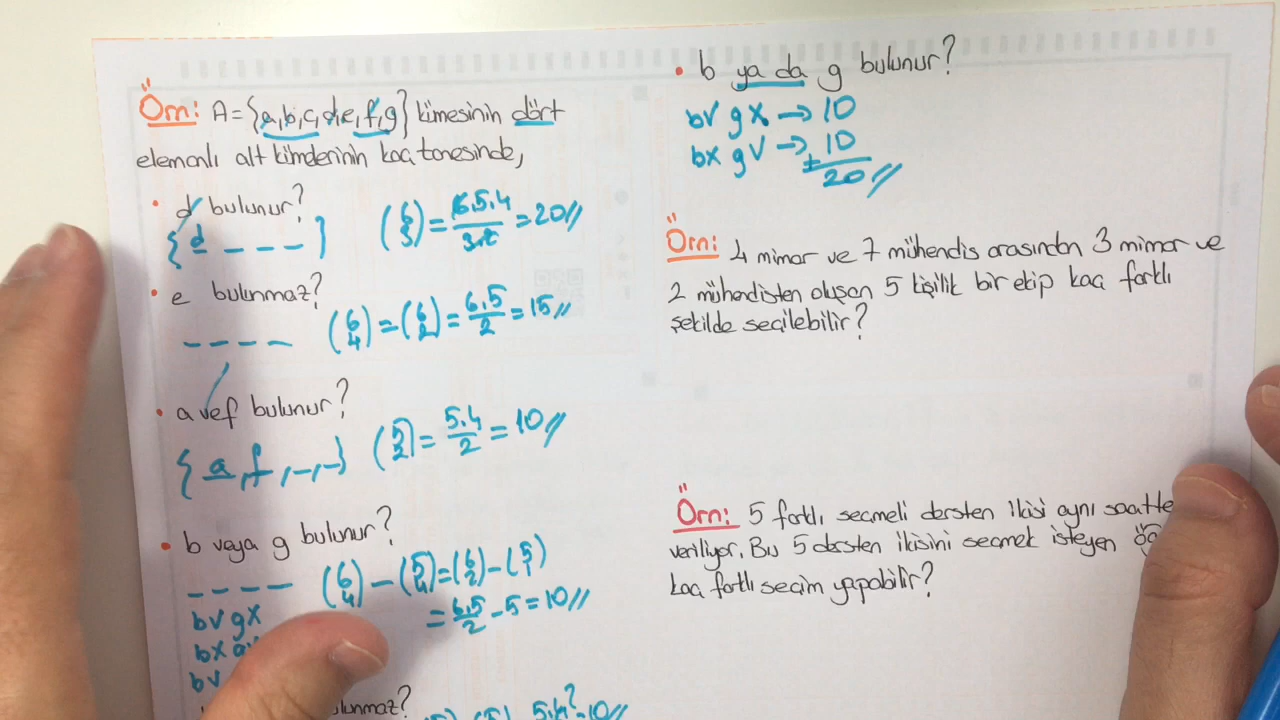 Örn: A={a,b,c,d,e,f,g} kümesinin dört
elemanlı alt kümelerinin kaç tanesinde,
• d bulunur?
{ d _ _ _ } (6 3) = 6.5.4/3.2 = 20//
• e bulunmaz?
_ _ _ _ (6 4) = (6 2) = 6.5/2 = 15//
• a ve f bulunur?
{ a, f, _, _ } (5 2) = 5.4/2 = 10//
• b veya g bulunur?
_ _ _ _ (6 4) - (5 4) = (6 2) - (5 1)
= 6.5/2 - 5 = 10//
b✓ g✗
b✗
b✓
• b ya da g bulunur?
b✓ g✗ → 10
b✗ g✓ → 10
+
20//
Örn: 4 mimar ve 7 mühendis arasından 3 mimar ve
2 mühendisten oluşan 5 kişilik bir ekip kaç farklı
şekilde seçilebilir?
Örn: 5 farklı seçmeli dersten ikisi aynı saatte
veriliyor. Bu 5 dersten ikisini seçmek isteyen
kaç farklı seçim yapabilir?